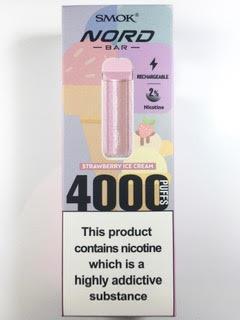 SMOK
NORD
BAR
RECHARGEABLE
2%
Nicotine
STRAWBERRY ICE CREAM
4000 PUFFS
This product
contains nicotine
which is a
highly addictive
substance